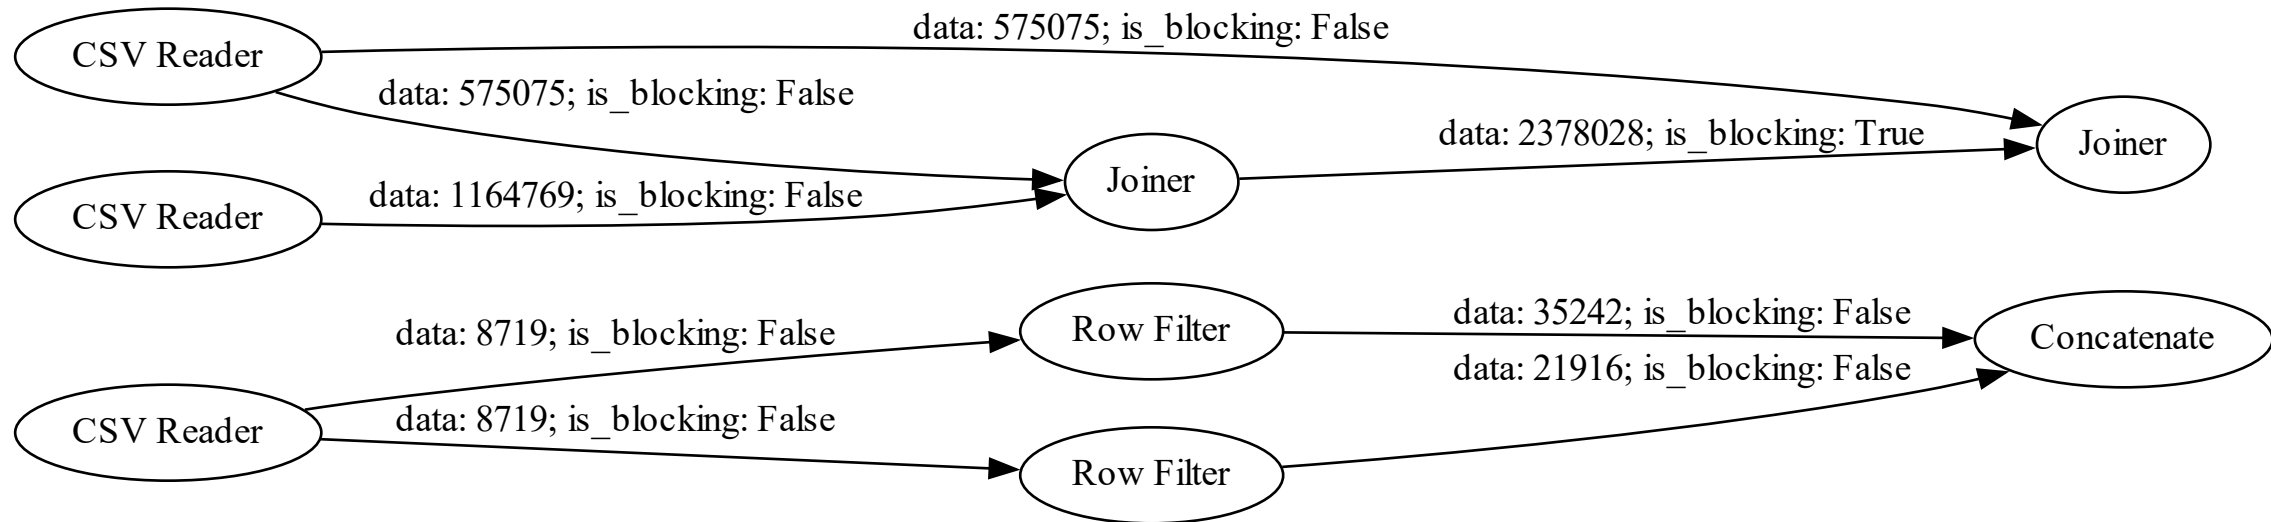 data: 575075; is_blocking: False
CSV Reader
data: 575075; is_blocking: False
data: 2378028; is_blocking: True
Joiner
Joiner
data: 1164769; is_blocking: False
CSV Reader
data: 35242; is_blocking: False
Row Filter
data: 8719; is_blocking: False
Concatenate
data: 21916; is_blocking: False
data: 8719; is_blocking: False
CSV Reader
Row Filter